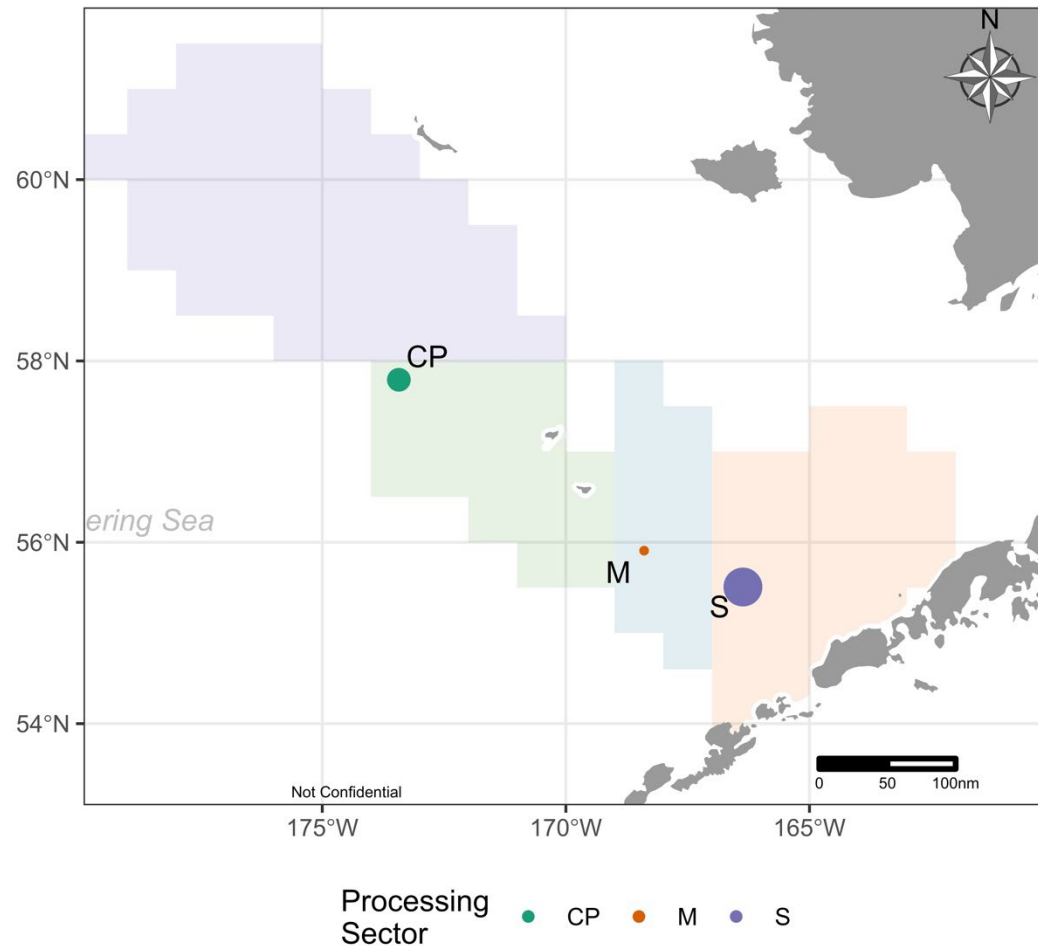 N
60°N
58°N
CP
ering Sea
56°N
M
S
54°N
0 50 100nm
Not Confidential
175°W 170°W 165°W
Processing
Sector
CP M S